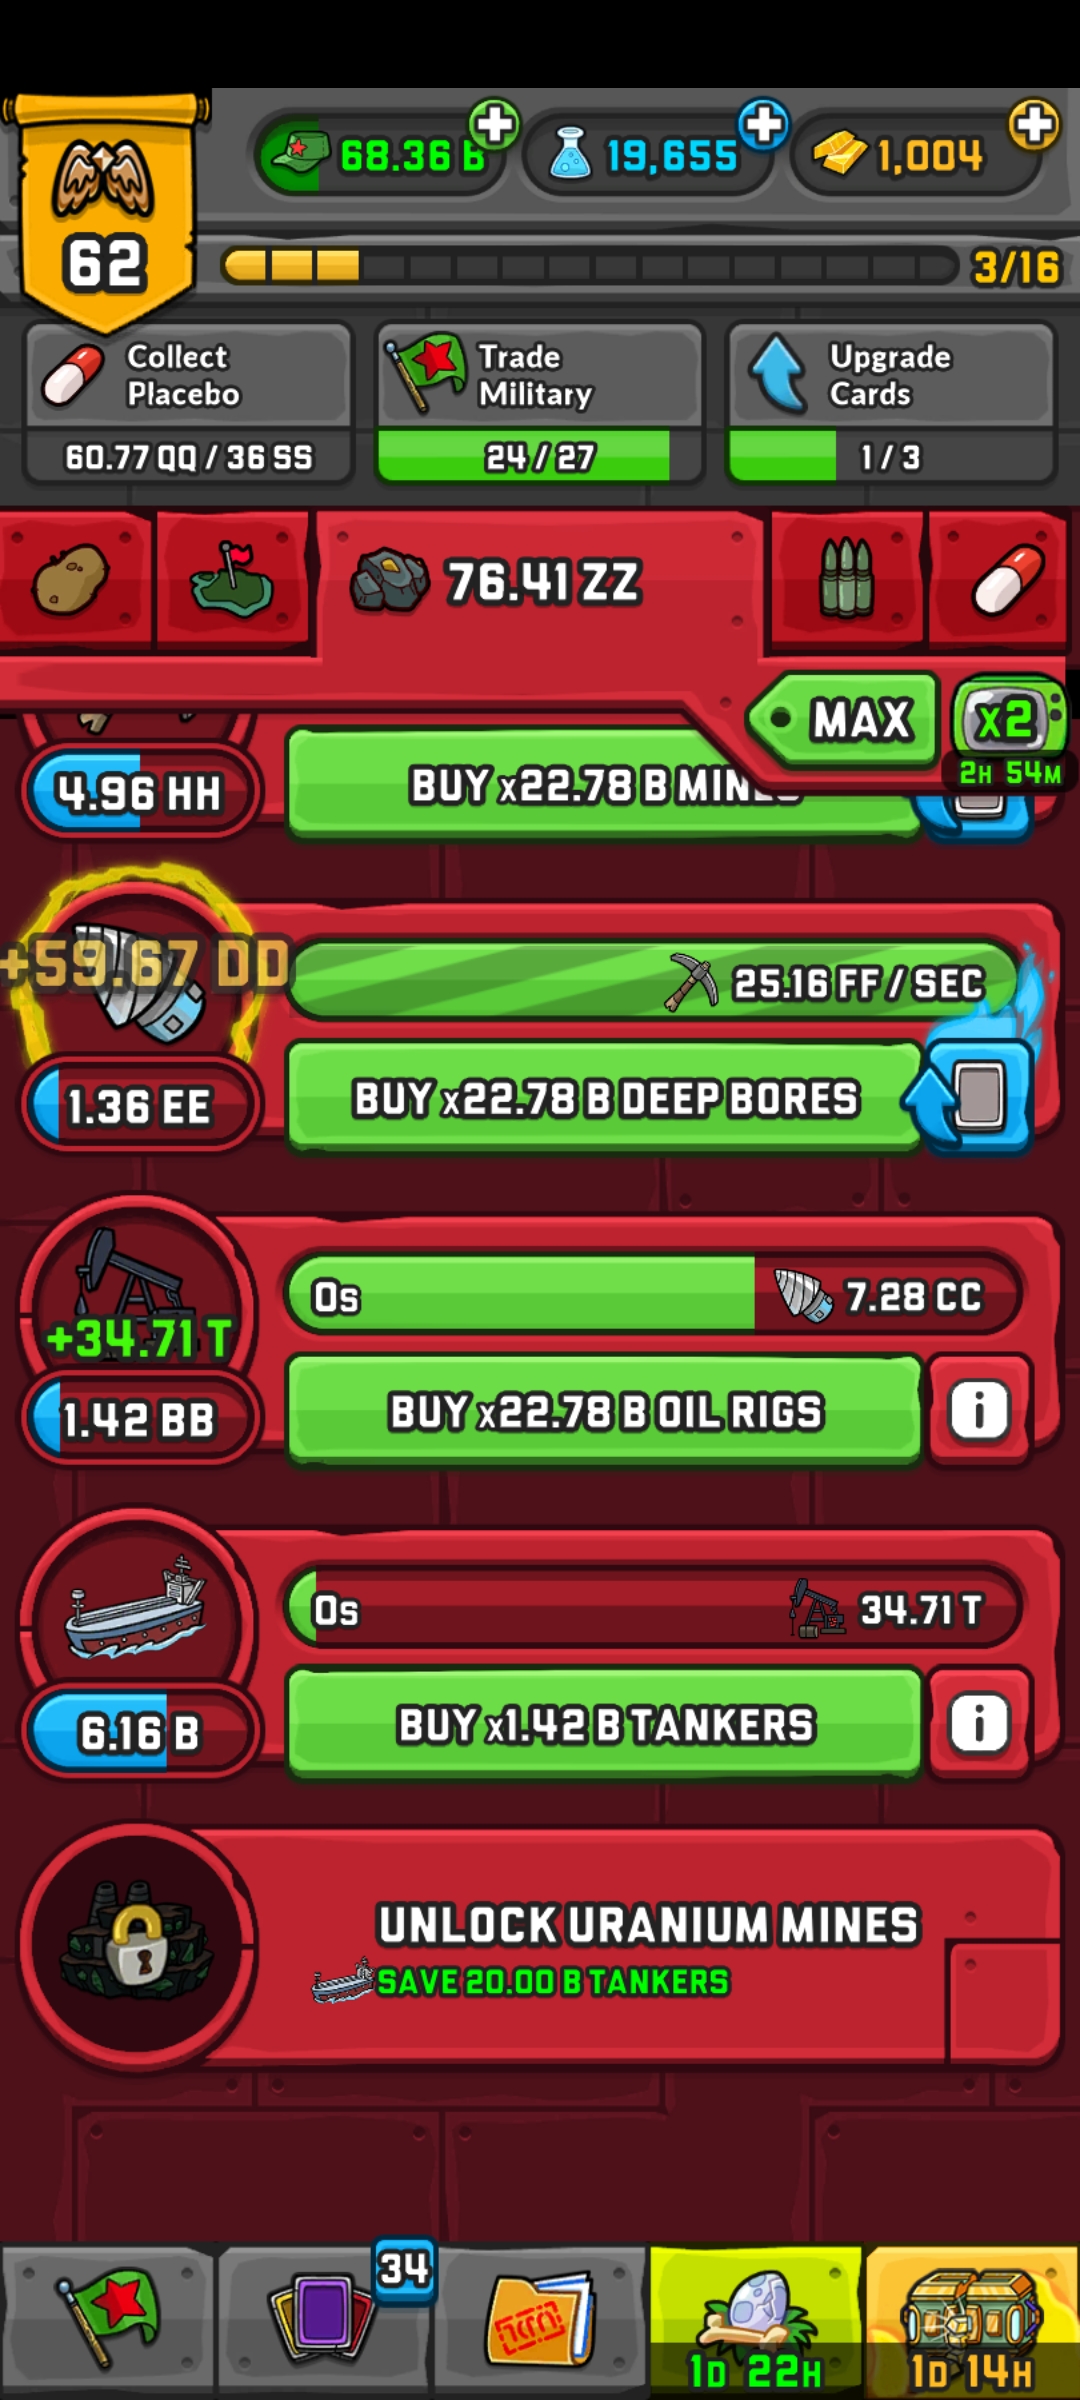 68.36 B
19,655
1,004
62
3/16
Collect
Placebo
60.77 QQ / 36 SS
Trade
Military
24 / 27
Upgrade
Cards
1 / 3
76.41 ZZ
MAX
x2
2H 54M
4.96 HH
BUY x22.78 B MINES
+59.67 DD
25.16 FF / SEC
1.36 EE
BUY x22.78 B DEEP BORES
+34.71 T
0s
7.28 CC
1.42 BB
BUY x22.78 B OIL RIGS
i
0s
34.71 T
6.16 B
BUY x1.42 B TANKERS
i
UNLOCK URANIUM MINES
SAVE 20.00 B TANKERS
34
1D 22H
1D 14H